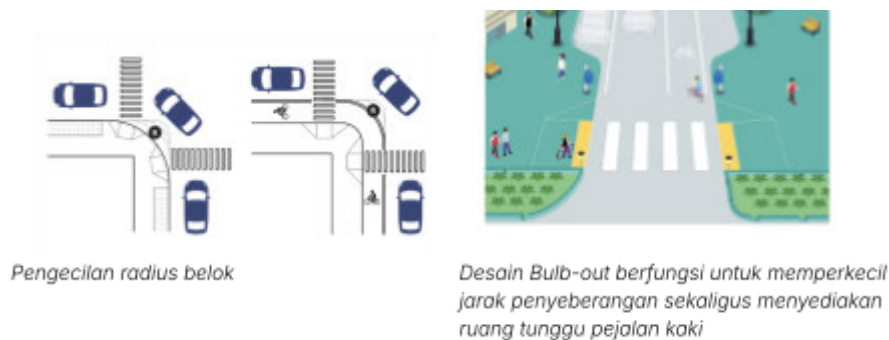 Pengecilan radius belok
Desain Bulb-out berfungsi untuk memperkecil
jarak penyeberangan sekaligus menyediakan
ruang tunggu pejalan kaki